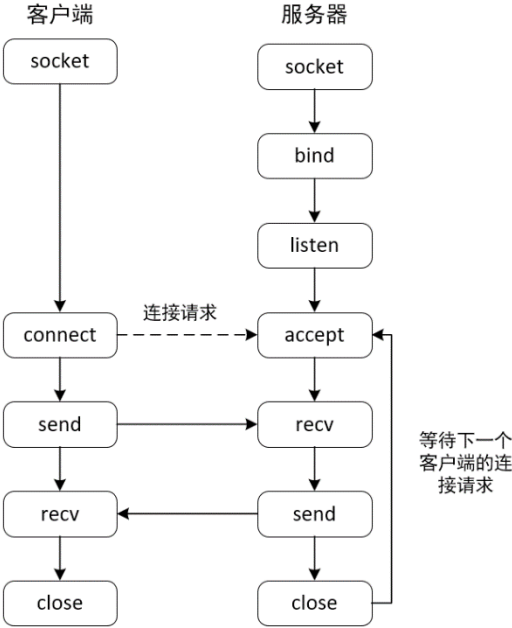 客户端
服务器
socket
socket
bind
listen
连接请求
connect
accept
send
recv
等待下一个
客户端的连
接请求
recv
send
close
close